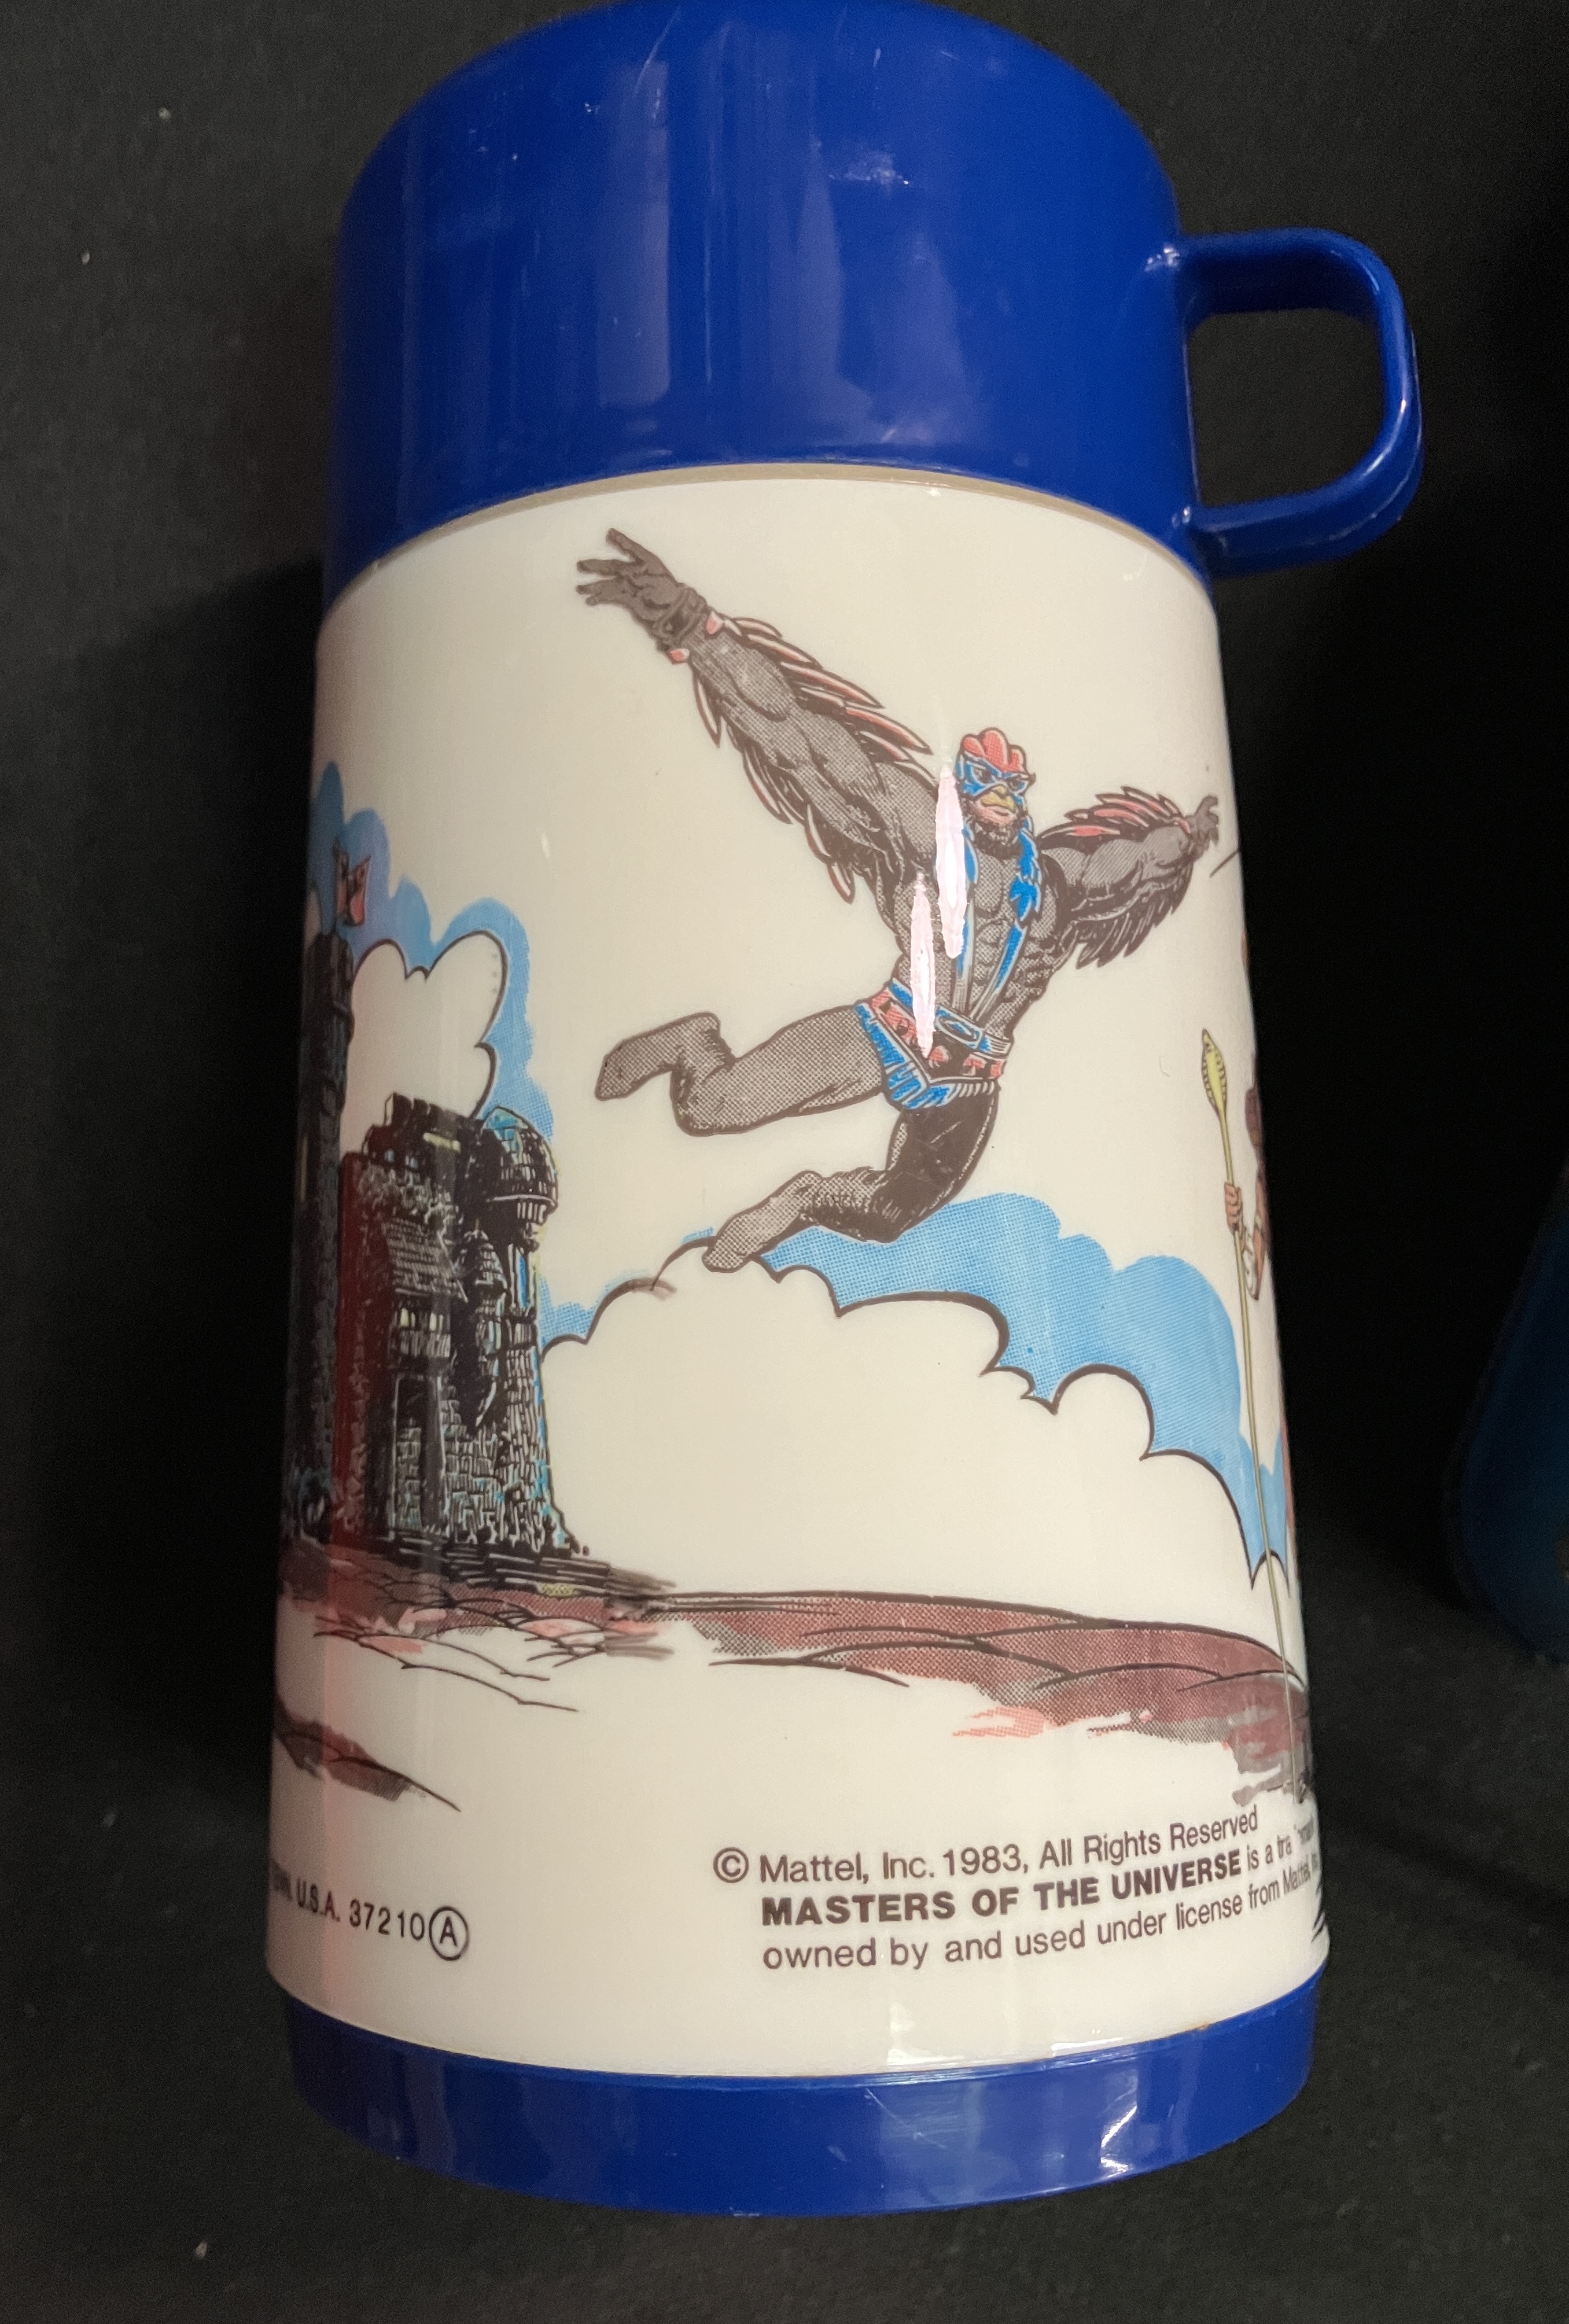 U.S.A. 37210 Ⓐ
© Mattel, Inc. 1983, All Rights Reserved
MASTERS OF THE UNIVERSE is a
owned by and used under license from Mattel,